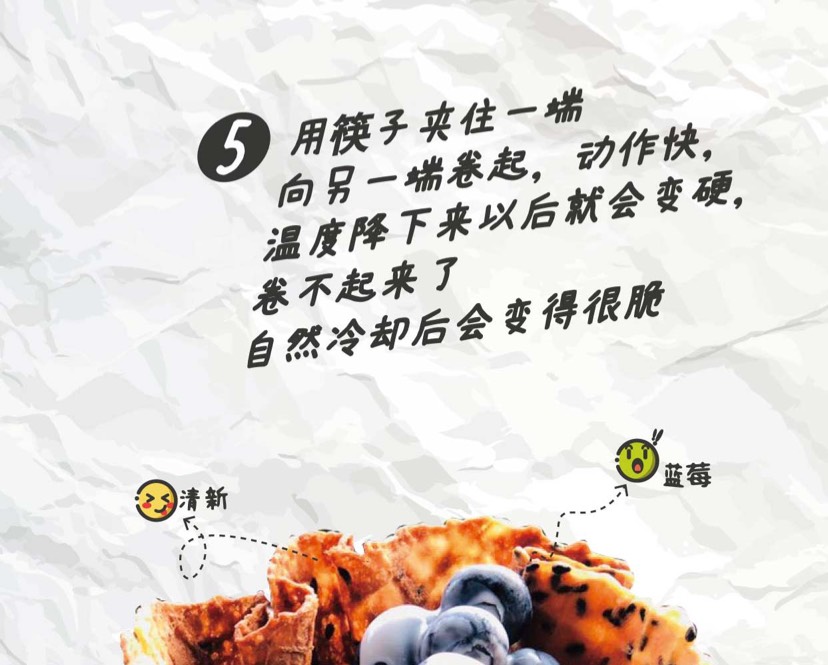 5 用筷子夹住一端
向另一端卷起，动作快，
温度降下来以后就会变硬，
卷不起来了
自然冷却后会变得很脆
清新
蓝莓